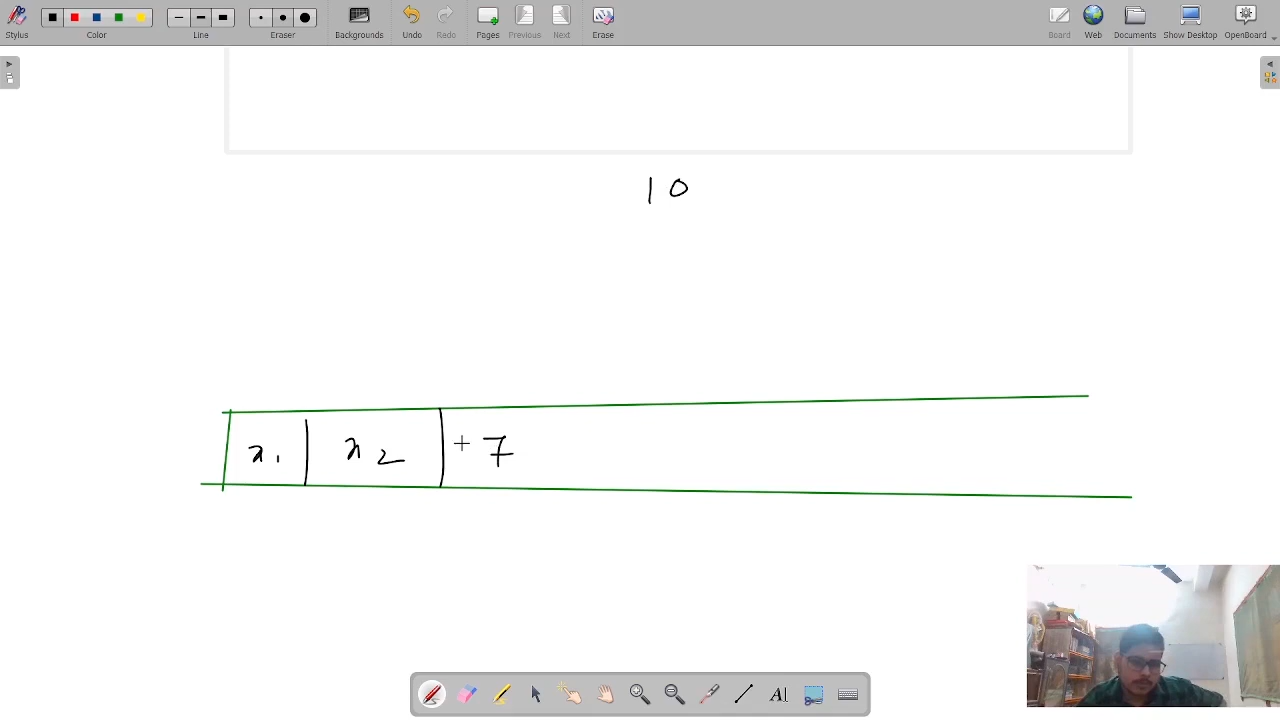 Stylus Color Line Eraser Backgrounds Undo Redo Pages Previous Next Erase Board Web Documents Show Desktop OpenBoard
10
x₁ x₂ + 7
AI